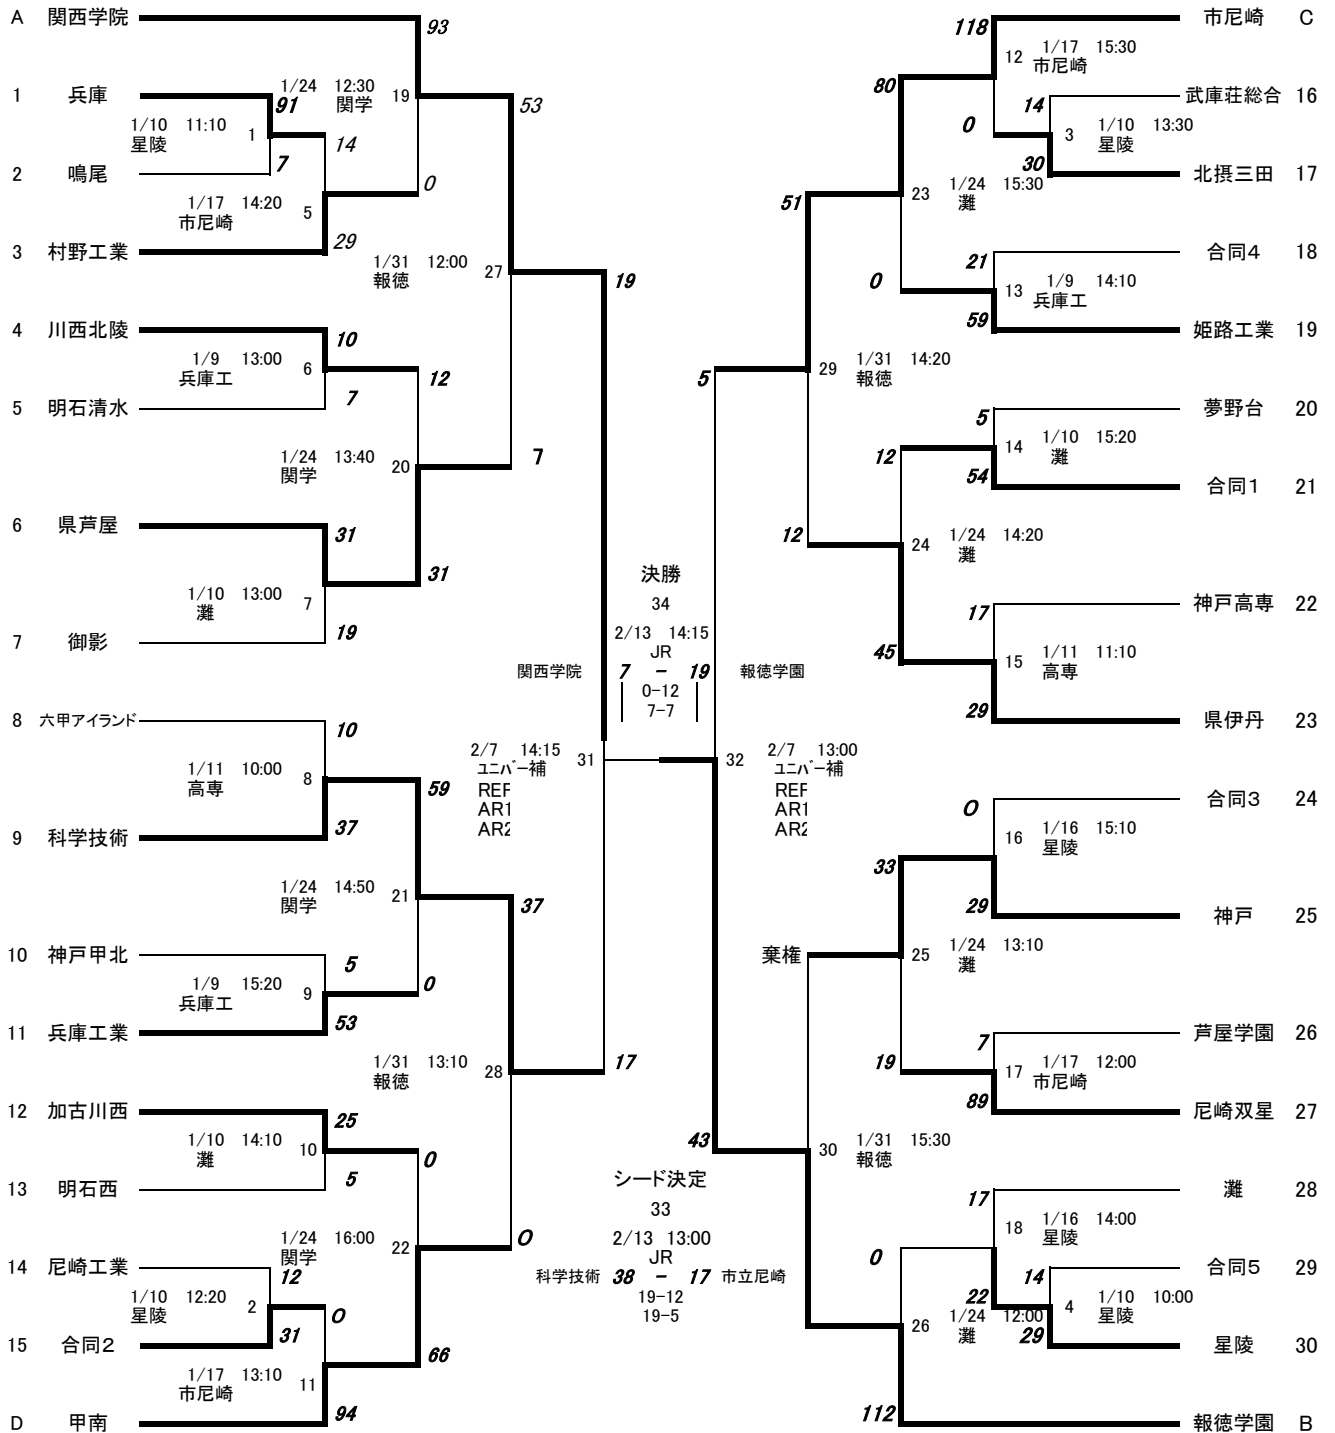 A 関西学院
93
1/24 12:30
関学
19
1 兵庫
91
53
1/10 11:10
星陵
1
14
7
2 鳴尾
0
1/17 14:20
市尼崎
5
29
3 村野工業
1/31 12:00
報徳
27
19
4 川西北陵
10
1/9 13:00
兵庫工
6
12
7
5 明石清水
1/24 13:40
関学
20
7
6 県芦屋
31
31
1/10 13:00
灘
7
19
7 御影
8 六甲アイランド
10
1/11 10:00
高専
8
59
37
9 科学技術
1/24 14:50
関学
21
37
10 神戸甲北
5
1/9 15:20
兵庫工
9
0
53
11 兵庫工業
1/31 13:10
報徳
28
17
12 加古川西
25
1/10 14:10
灘
10
0
5
13 明石西
1/24 16:00
関学
22
0
14 尼崎工業
12
1/10 12:20
星陵
2
0
31
15 合同2
66
1/17 13:10
市尼崎
11
94
D 甲南
決勝
34
2/13 14:15
JR
関西学院 7 - 19 報徳学園
0-12
7-7
2/7 14:15
ユニバー補
REF
AR1
AR2
31
32
2/7 13:00
ユニバー補
REF
AR1
AR2
シード決定
33
2/13 13:00
JR
科学技術 38 - 17 市立尼崎
19-12
19-5
118
市尼崎 C
12
1/17 15:30
市尼崎
80
14
武庫荘総合 16
0
3
1/10 13:30
星陵
30
北摂三田 17
51
23
1/24 15:30
灘
21
合同4 18
0
13
1/9 14:10
兵庫工
59
姫路工業 19
5
29
1/31 14:20
報徳
5
夢野台 20
12
14
1/10 15:20
灘
54
合同1 21
12
24
1/24 14:20
灘
17
神戸高専 22
45
15
1/11 11:10
高専
29
県伊丹 23
0
合同3 24
16
1/16 15:10
星陵
33
29
神戸 25
棄権
25
1/24 13:10
灘
7
芦屋学園 26
19
17
1/17 12:00
市尼崎
89
尼崎双星 27
43
30
1/31 15:30
報徳
17
灘 28
18
1/16 14:00
星陵
0
14
合同5 29
22
4
1/10 10:00
星陵
26
1/24 12:00
灘
29
星陵 30
112
報徳学園 B